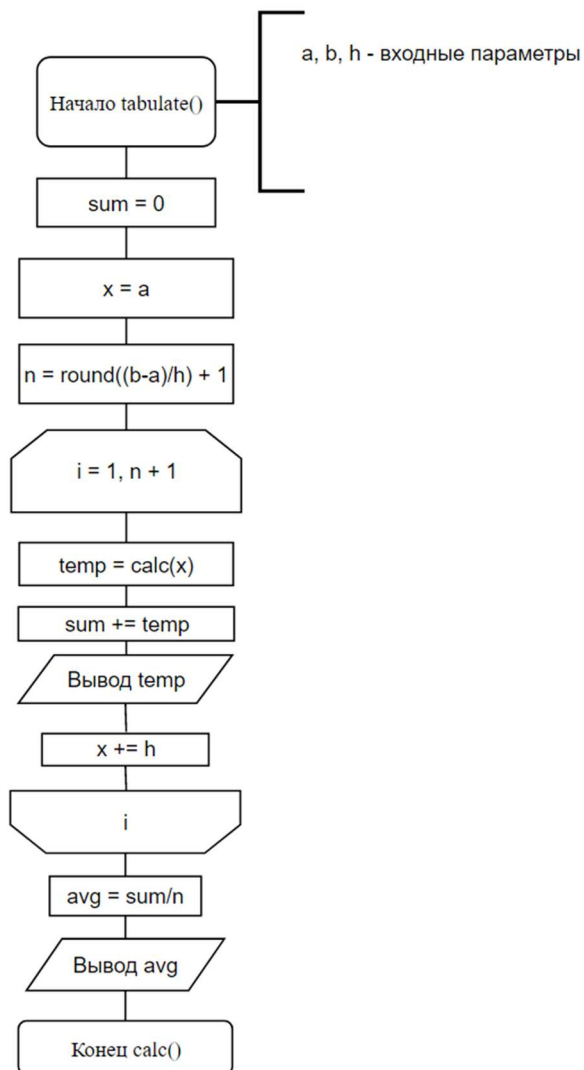 a, b, h - входные параметры
Начало tabulate()
sum = 0
x = a
n = round((b-a)/h) + 1
i = 1, n + 1
temp = calc(x)
sum += temp
Вывод temp
x += h
i
avg = sum/n
Вывод avg
Конец calc()